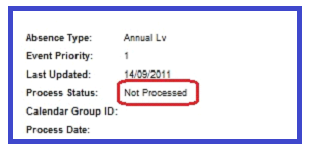 Absence Type: Annual Lv
Event Priority: 1
Last Updated: 14/09/2011
Process Status: Not Processed
Calendar Group ID:
Process Date: